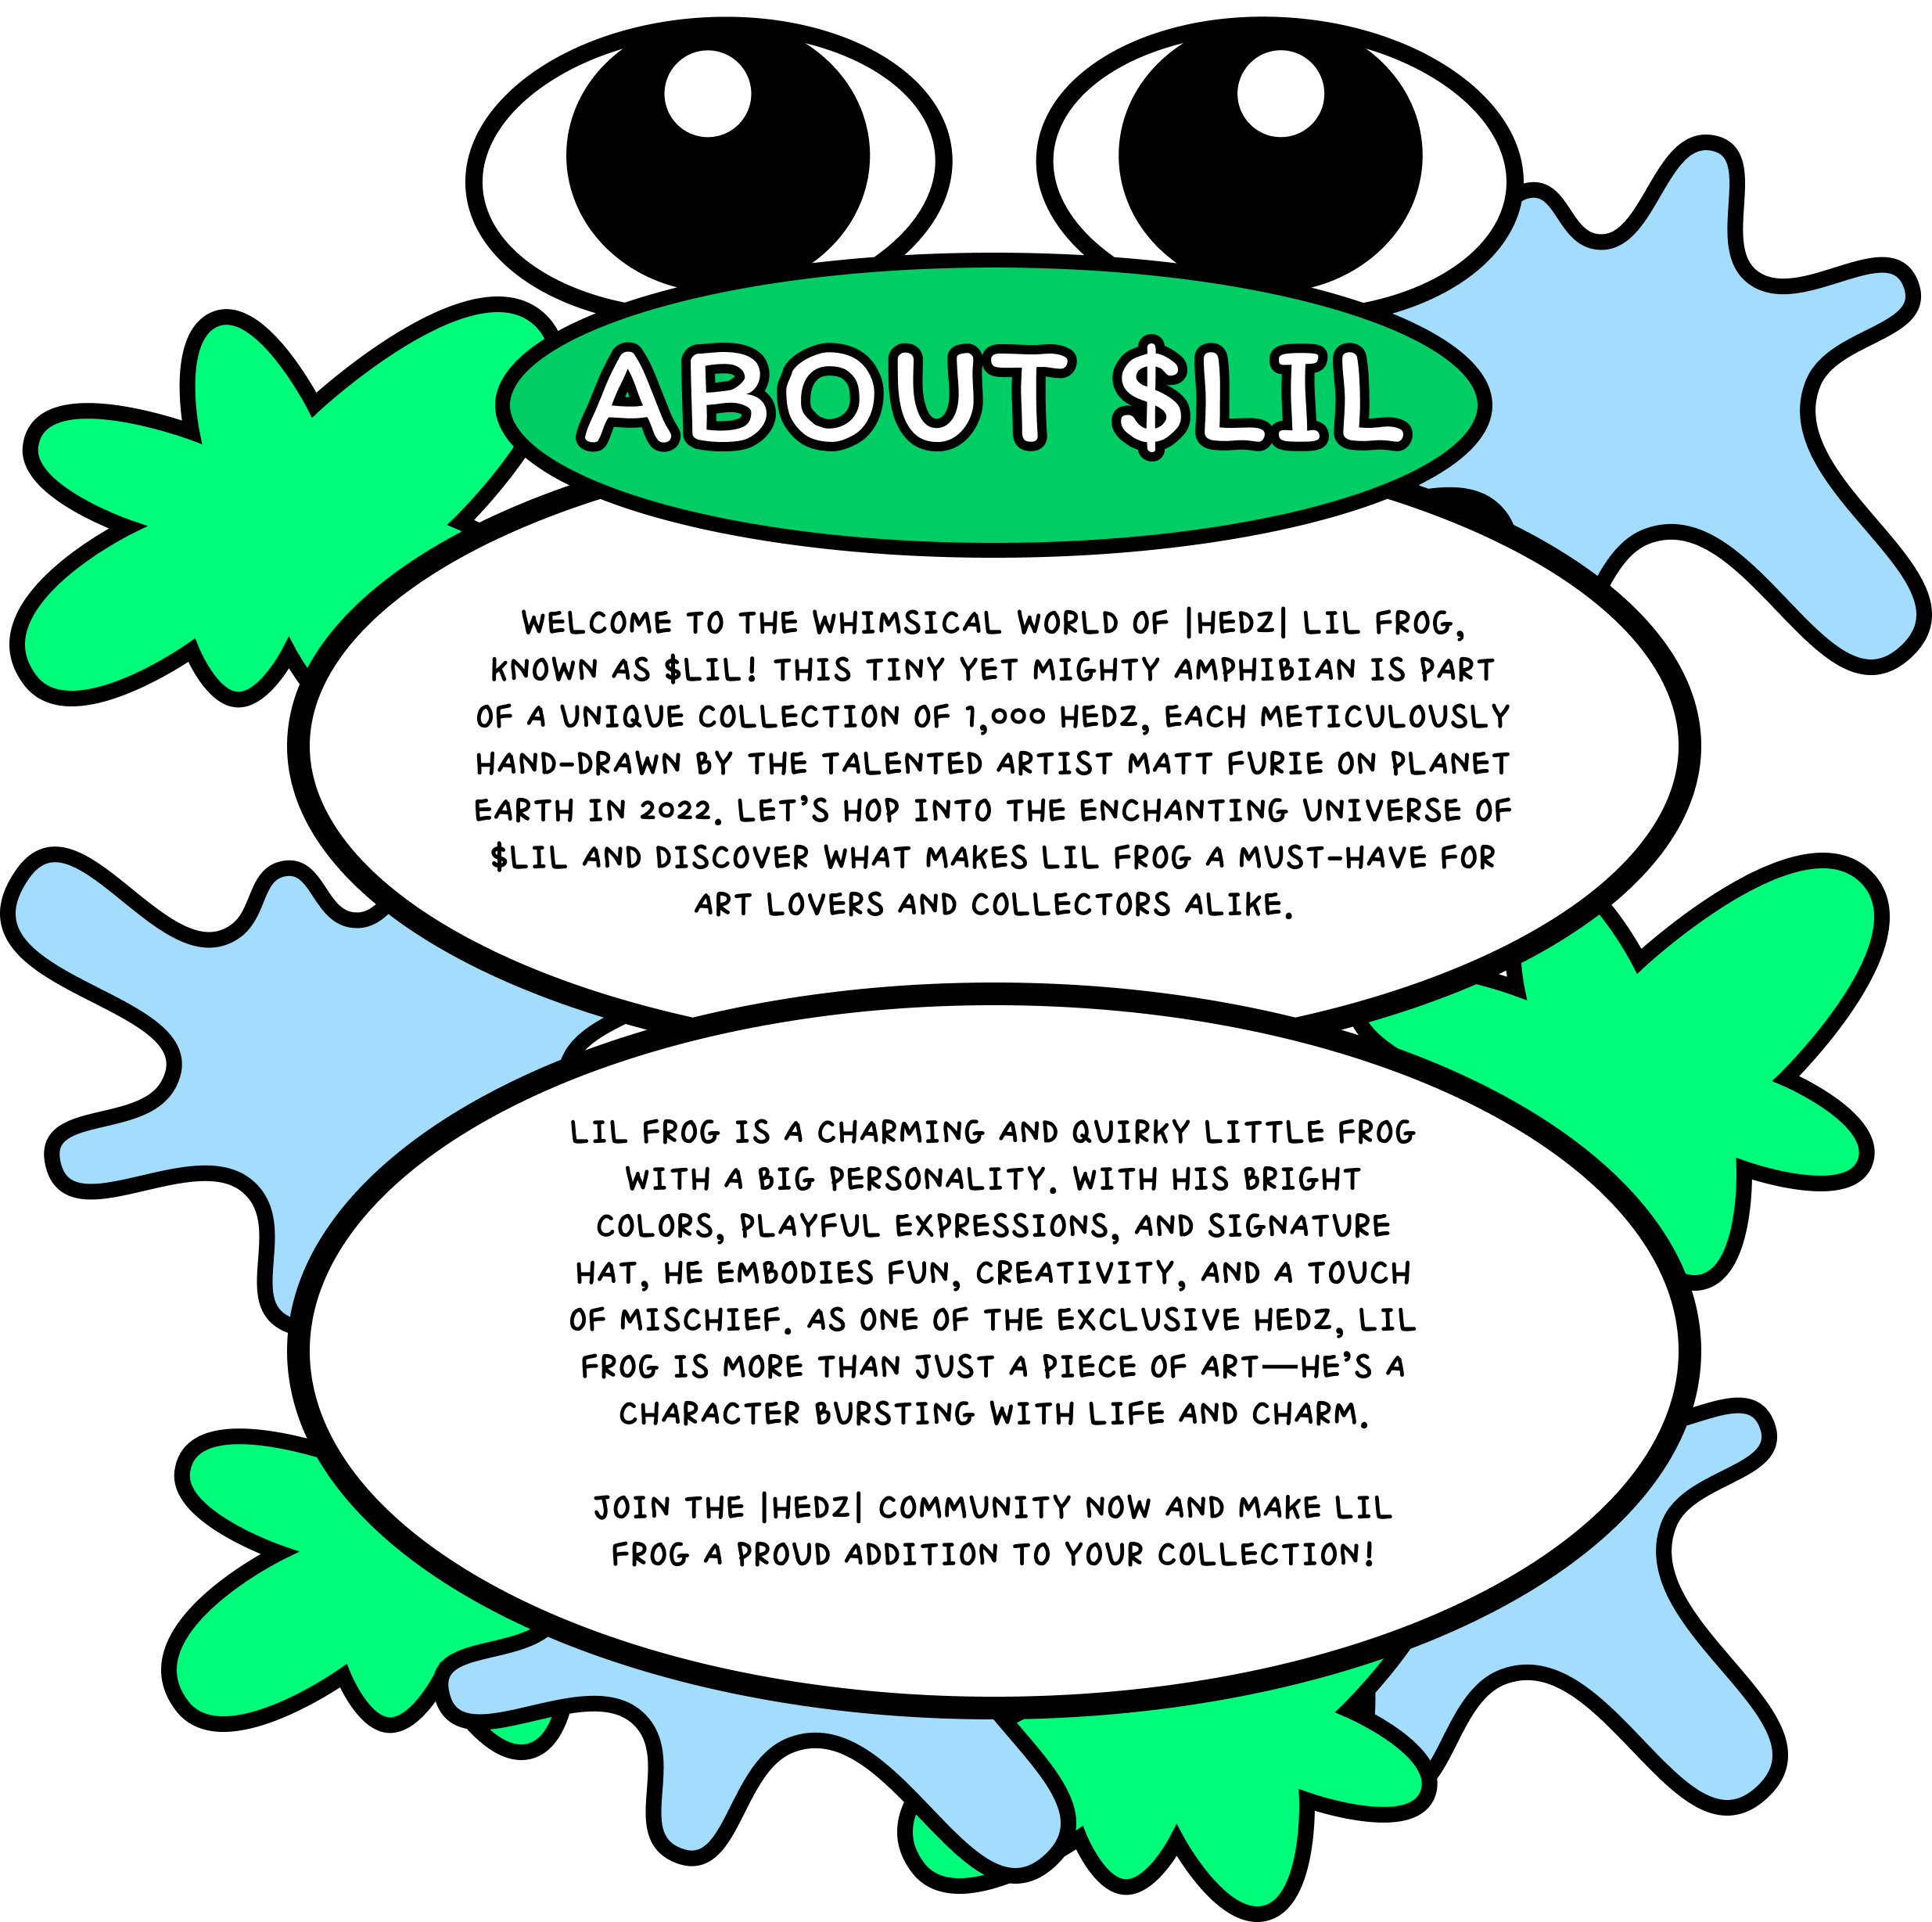 ABOUT $LIL
WELCOME TO THE WHIMSICAL WORLD OF |HEDZ| LIL FROG,
KNOWN AS $LIL! THIS TINY YET MIGHTY AMPHIBIAN IS PART
OF A UNIQUE COLLECTION OF 1,000 HEDZ, EACH METICULOUSLY
HAND-DRAWN BY THE TALENTED ARTIST MATT FURIE ON PLANET
EARTH IN 2022. LET'S HOP INTO THE ENCHANTING UNIVERSE OF
$LIL AND DISCOVER WHAT MAKES LIL FROG A MUST-HAVE FOR
ART LOVERS AND COLLECTORS ALIKE.
LIL FROG IS A CHARMING AND QUIRKY LITTLE FROG
WITH A BIG PERSONALITY. WITH HIS BRIGHT
COLORS, PLAYFUL EXPRESSIONS, AND SIGNATURE
HAT, HE EMBODIES FUN, CREATIVITY, AND A TOUCH
OF MISCHIEF. AS ONE OF THE EXCLUSIVE HEDZ, LIL
FROG IS MORE THAN JUST A PIECE OF ART—HE'S A
CHARACTER BURSTING WITH LIFE AND CHARM.
JOIN THE |HEDZ| COMMUNITY NOW AND MAKE LIL
FROG A PROUD ADDITION TO YOUR COLLECTION!